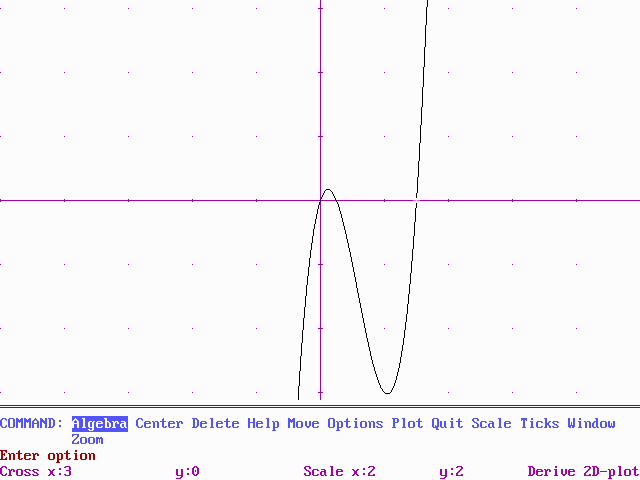 COMMAND: Algebra Center Delete Help Move Options Plot Quit Scale Ticks Window
Zoom
Enter option
Cross x:3 y:0 Scale x:2 y:2 Derive 2D-plot